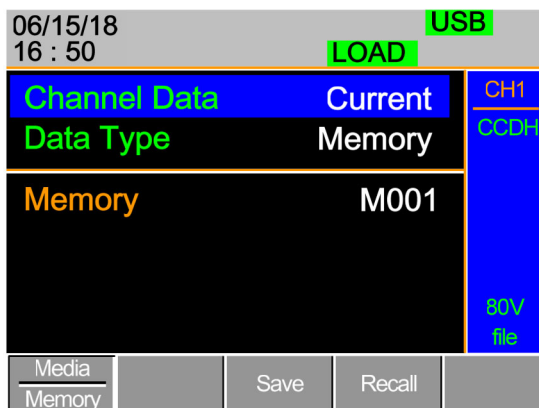 06/15/18 USB
16 : 50 LOAD
Channel Data Current
Data Type Memory
Memory M001
CH1
CCDH
80V
file
Media
Memory
Save
Recall